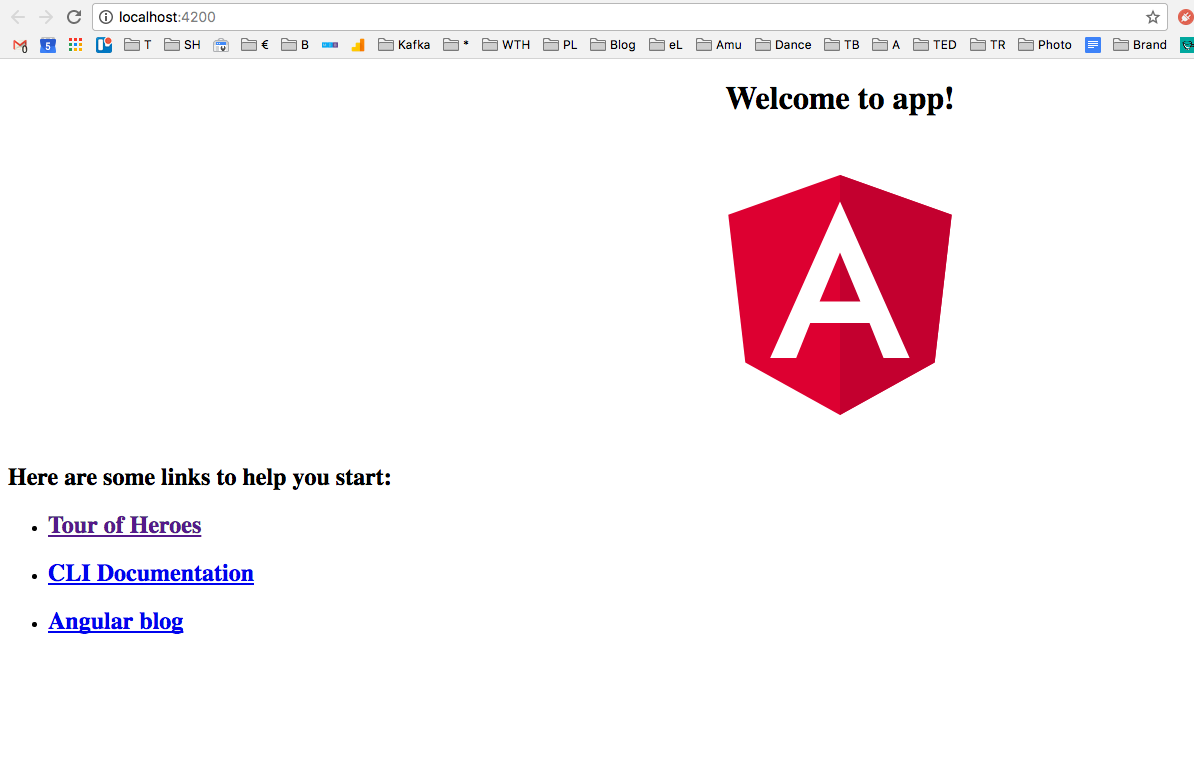 localhost:4200
5 T SH € B Kafka * WTH PL Blog eL Amu Dance TB A TED TR Photo Brand
Welcome to app!
A
Here are some links to help you start:
Tour of Heroes
CLI Documentation
Angular blog